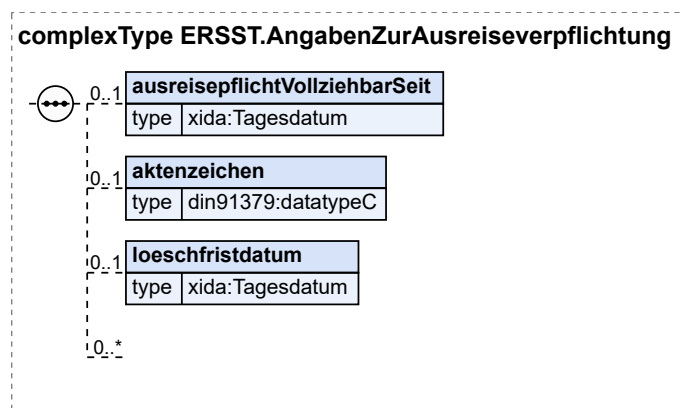 complexType ERSST.AngabenZurAusreiseverpflichtung
0..1 ausreisepflichtVollziehbarSeit
type xida:Tagesdatum
0..1 aktenzeichen
type din91379:datatypeC
0..1 loeschfristdatum
type xida:Tagesdatum
0..*